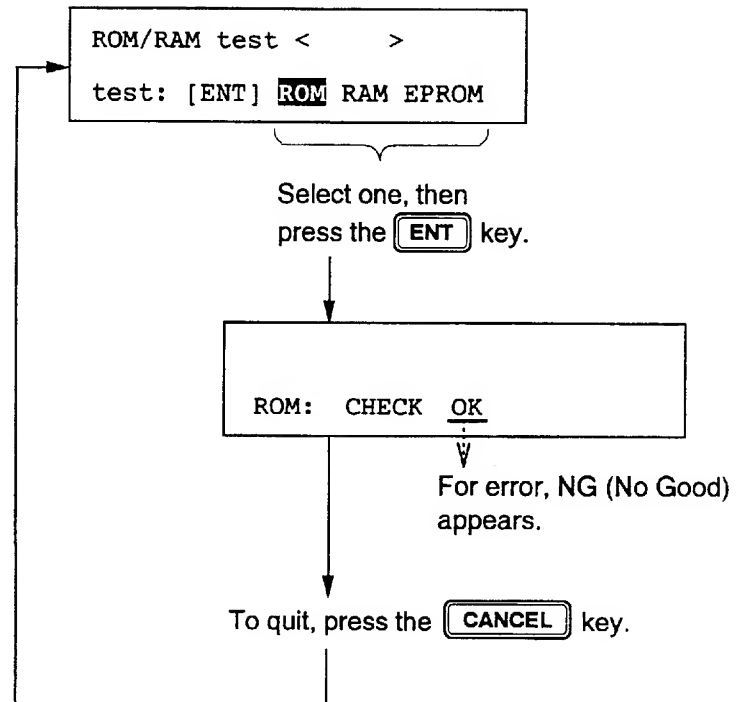 ROM/RAM test <      >
test: [ENT] ROM RAM EPROM
Select one, then
press the ENT key.
ROM:  CHECK  OK
For error, NG (No Good)
appears.
To quit, press the CANCEL key.